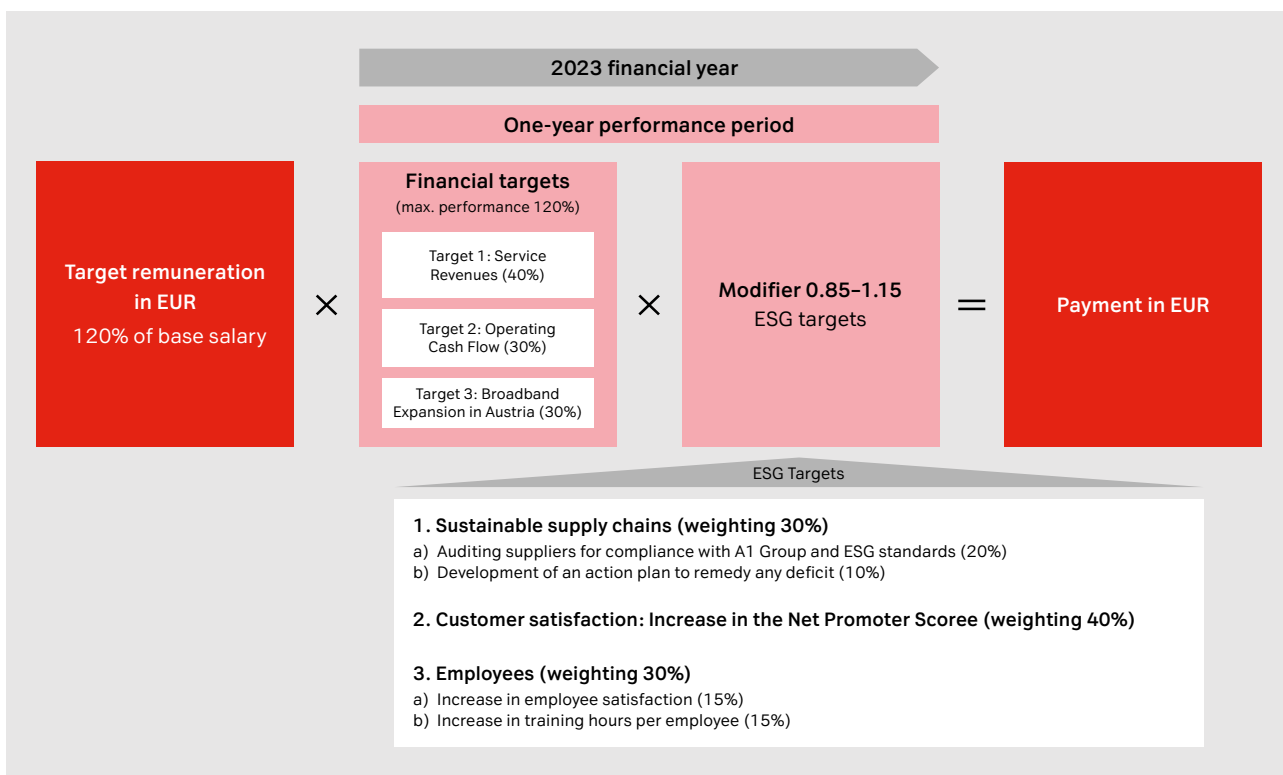 2023 financial year
One-year performance period
Target remuneration
in EUR
120% of base salary
×
Financial targets
(max. performance 120%)
Target 1: Service
Revenues (40%)
Target 2: Operating
Cash Flow (30%)
Target 3: Broadband
Expansion in Austria (30%)
×
Modifier 0.85–1.15
ESG targets
=
Payment in EUR
ESG Targets
1. Sustainable supply chains (weighting 30%)
a) Auditing suppliers for compliance with A1 Group and ESG standards (20%)
b) Development of an action plan to remedy any deficit (10%)
2. Customer satisfaction: Increase in the Net Promoter Scoree (weighting 40%)
3. Employees (weighting 30%)
a) Increase in employee satisfaction (15%)
b) Increase in training hours per employee (15%)